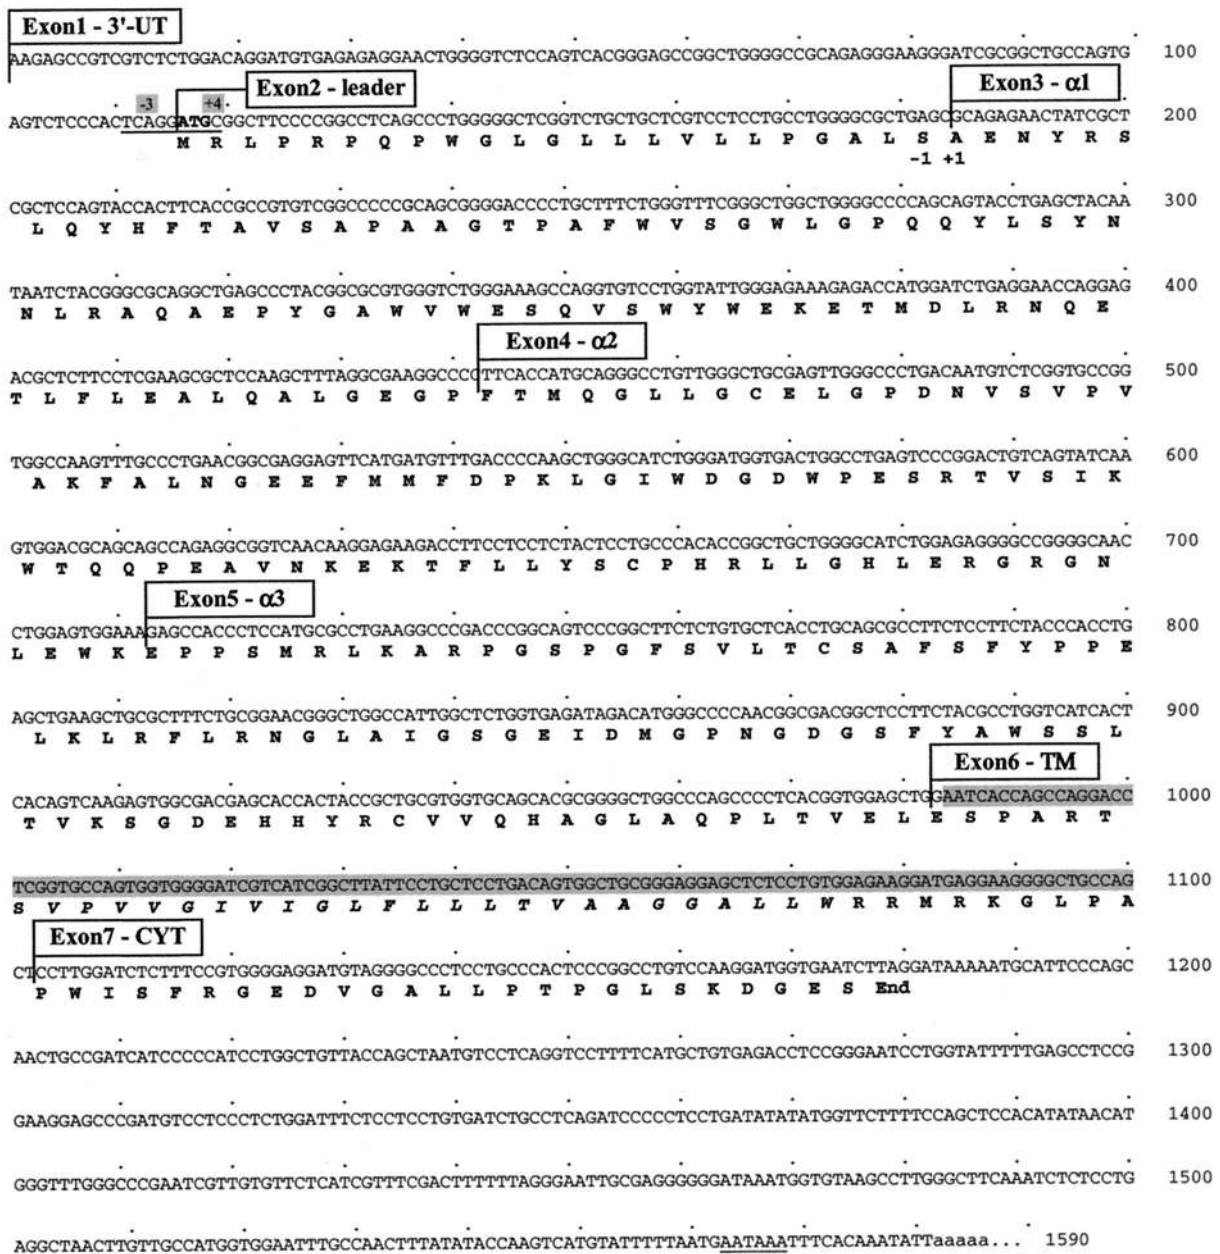 Exon1 - 3'-UT
AAGAGCCGTCGTCTCTGGACAGGATGTGAGAGAGGAACTGGGGTCTCCAGTCACGGGAGCCGGCTGGGGCCGCAGAGGGAAGGGATCGCGGCTGCCAGTG 100
-3 +4 Exon2 - leader Exon3 - α1
AGTCTCCCACTCAGGATGCGGCTTCCCCGGCCTCAGCCCTGGGGGCTCGGTCTGCTGCTCGTCCTCCTGCCTGGGGCGCTGAGCGCAGAGAACTATCGCT 200
M R L P R P Q P W G L G L L L V L L P G A L S A E N Y R S
-1 +1
CGCTCCAGTACCACTTCACCGCCGTGTCGGCCCCCGCAGCGGGGACCCCTGCTTTCTGGGTTTCGGGCTGGCTGGGGCCCCAGCAGTACCTGAGCTACAA 300
L Q Y H F T A V S A P A A G T P A F W V S G W L G P Q Q Y L S Y N
TAATCTACGGGCGCAGGCTGAGCCCTACGGCGCGTGGGTCTGGGAAAGCCAGGTGTCCTGGTATTGGGAGAAAGAGACCATGGATCTGAGGAACCAGGAG 400
N L R A Q A E P Y G A W V W E S Q V S W Y W E K E T M D L R N Q E
Exon4 - α2
ACGCTCTTCCTCGAAGCGCTCCAAGCTTTAGGCGAAGGCCCCTTCACCATGCAGGGCCTGTTGGGCTGCGAGTTGGGCCCTGACAATGTCTCGGTGCCGG 500
T L F L E A L Q A L G E G P F T M Q G L L G C E L G P D N V S V P V
TGGCCAAGTTTGCCCTGAACGGCGAGGAGTTCATGATGTTTGACCCCAAGCTGGGCATCTGGGATGGTGACTGGCCTGAGTCCCGGACTGTCAGTATCAA 600
A K F A L N G E E F M M F D P K L G I W D G D W P E S R T V S I K
GTGGACGCAGCAGCCAGAGGCGGTCAACAAGGAGAAGACCTTCCTCCTCTACTCCTGCCCACACCGGCTGCTGGGGCATCTGGAGAGGGGCCGGGGCAAC 700
W T Q Q P E A V N K E K T F L L Y S C P H R L L G H L E R G R G N
Exon5 - α3
CTGGAGTGGAAAGAGCCACCCTCCATGCGCCTGAAGGCCCGACCCGGCAGTCCCGGCTTCTCTGTGCTCACCTGCAGCGCCTTCTCCTTCTACCCACCTG 800
L E W K E P P S M R L K A R P G S P G F S V L T C S A F S F Y P P E
AGCTGAAGCTGCGCTTTCTGCGGAACGGGCTGGCCATTGGCTCTGGTGAGATAGACATGGGCCCCAACGGCGACGGCTCCTTCTACGCCTGGTCATCACT 900
L K L R F L R N G L A I G S G E I D M G P N G D G S F Y A W S S L
Exon6 - TM
CACAGTCAAGAGTGGCGACGAGCACCACTACCGCTGCGTGGTGCAGCACGCGGGGCTGGCCCAGCCCCTCACGGTGGAGCTGGAATCACCAGCCAGGACC 1000
T V K S G D E H H Y R C V V Q H A G L A Q P L T V E L E S P A R T
TCGGTGCCAGTGGTGGGGATCGTCATCGGCTTATTCCTGCTCCTGACAGTGGCTGCGGGAGGAGCTCTCCTGTGGAGAAGGATGAGGAAGGGGCTGCCAG 1100
S V P V V G I V I G L F L L L T V A A G G A L L W R R M R K G L P A
Exon7 - CYT
CTCCTTGGATCTCTTTCCGTGGGGAGGATGTAGGGGCCCTCCTGCCCACTCCCGGCCTGTCCAAGGATGGTGAATCTTAGGATAAAAATGCATTCCCAGC 1200
P W I S F R G E D V G A L L P T P G L S K D G E S End
AACTGCCGATCATCCCCCATCCTGGCTGTTACCAGCTAATGTCCTCAGGTCCTTTTCATGCTGTGAGACCTCCGGGAATCCTGGTATTTTTGAGCCTCCG 1300
GAAGGAGCCCGATGTCCTCCCTCTGGATTTCTCCTCCTGTGATCTGCCTCAGATCCCCCTCCTGATATATATGGTTCTTTTCCAGCTCCACATATAACAT 1400
GGGTTTGGGCCCGAATCGTTGTGTTCTCATCGTTTCGACTTTTTTAGGGAATTGCGAGGGGGGATAAATGGTGTAAGCCTTGGGCTTCAAATCTCTCCTG 1500
AGGCTAACTTGTTGCCATGGTGGAATTTGCCAACTTTATATACCAAGTCATGTATTTTTAATGAATAAATTTCACAAATATTaaaaa... 1590